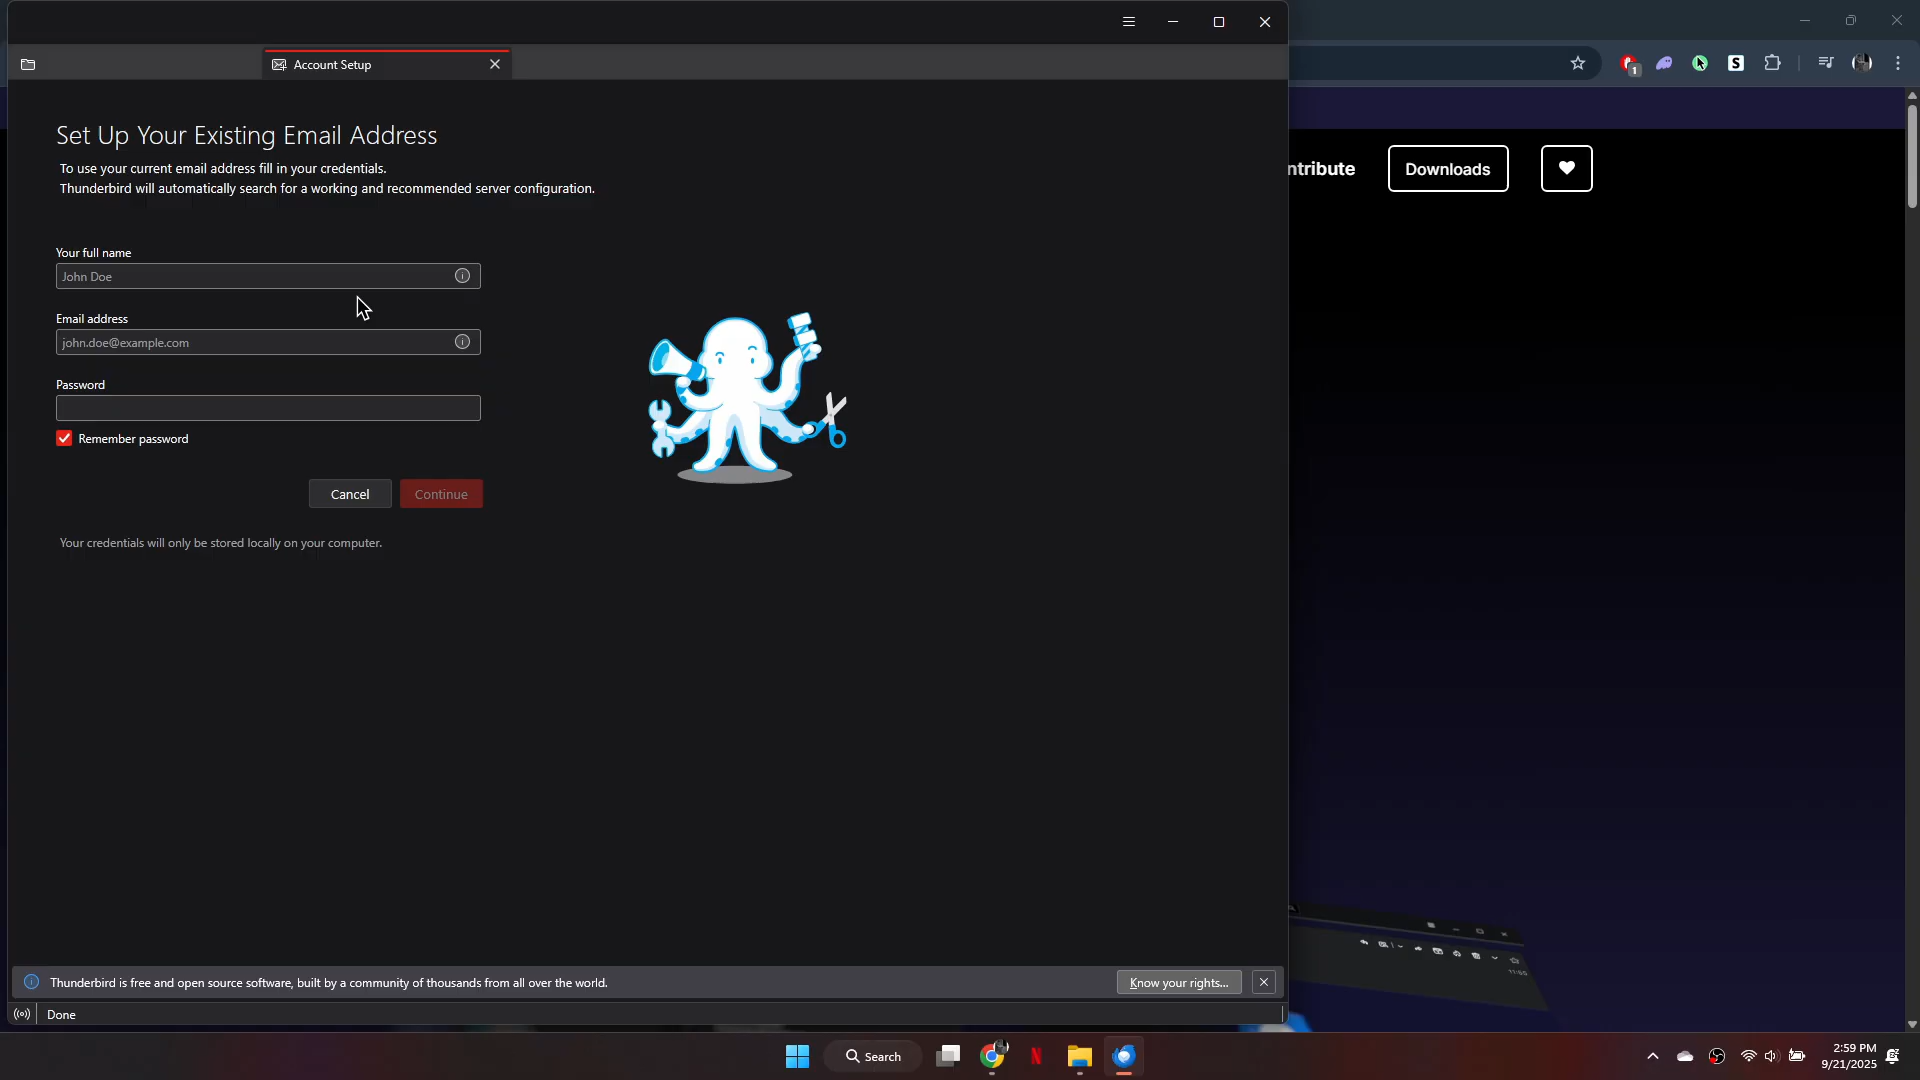 Account Setup
Set Up Your Existing Email Address
To use your current email address fill in your credentials.
Thunderbird will automatically search for a working and recommended server configuration.
Your full name
John Doe
Email address
john.doe@example.com
Password
Remember password
Cancel
Continue
Your credentials will only be stored locally on your computer.
Thunderbird is free and open source software, built by a community of thousands from all over the world.
Know your rights...
Done
1
S
ntribute
Downloads
11:55
N
Search
2:59 PM
9/21/2025